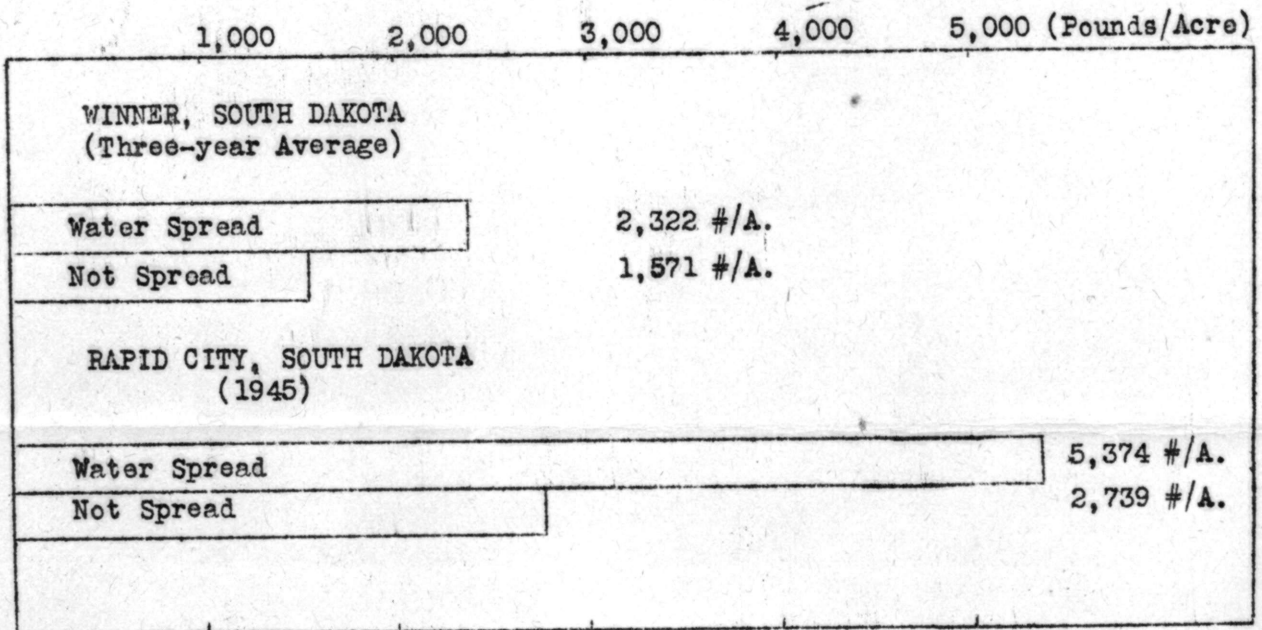 1,000 2,000 3,000 4,000 5,000 (Pounds/Acre)
WINNER, SOUTH DAKOTA
(Three-year Average)
Water Spread 2,322 #/A.
Not Spread 1,571 #/A.
RAPID CITY, SOUTH DAKOTA
(1945)
Water Spread 5,374 #/A.
Not Spread 2,739 #/A.